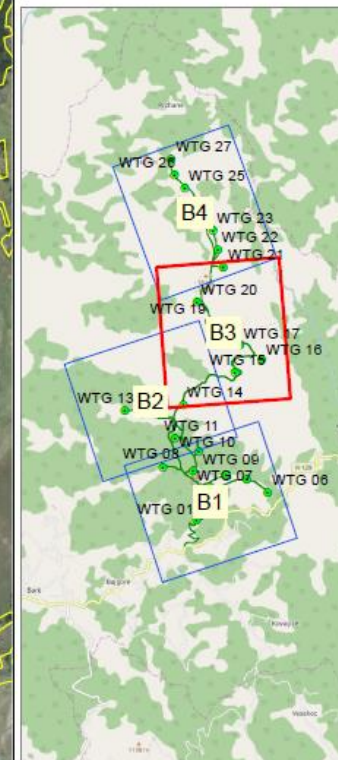 WTG 27
WTG 26
WTG 25
B4
WTG 23
WTG 22
WTG 21
WTG 20
WTG 19
B3
WTG 17
WTG 16
WTG 15
WTG 14
WTG 13
B2
WTG 11
WTG 10
WTG 08
WTG 09
WTG 07
WTG 06
B1
WTG 01
Bare